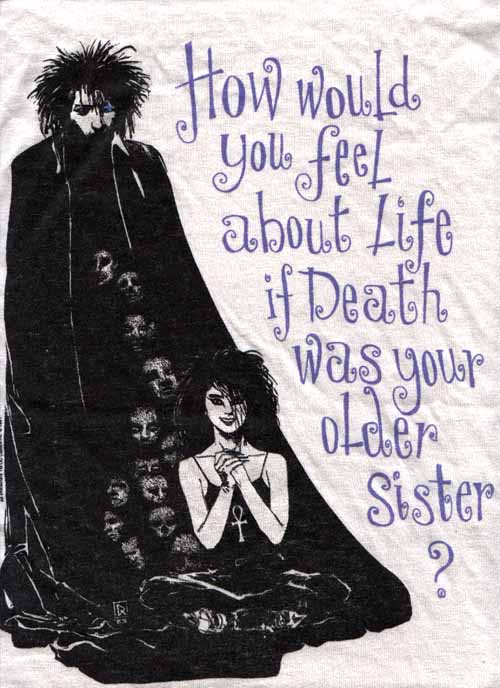 How would
you feel
about Life
if Death
was your
older
Sister
?